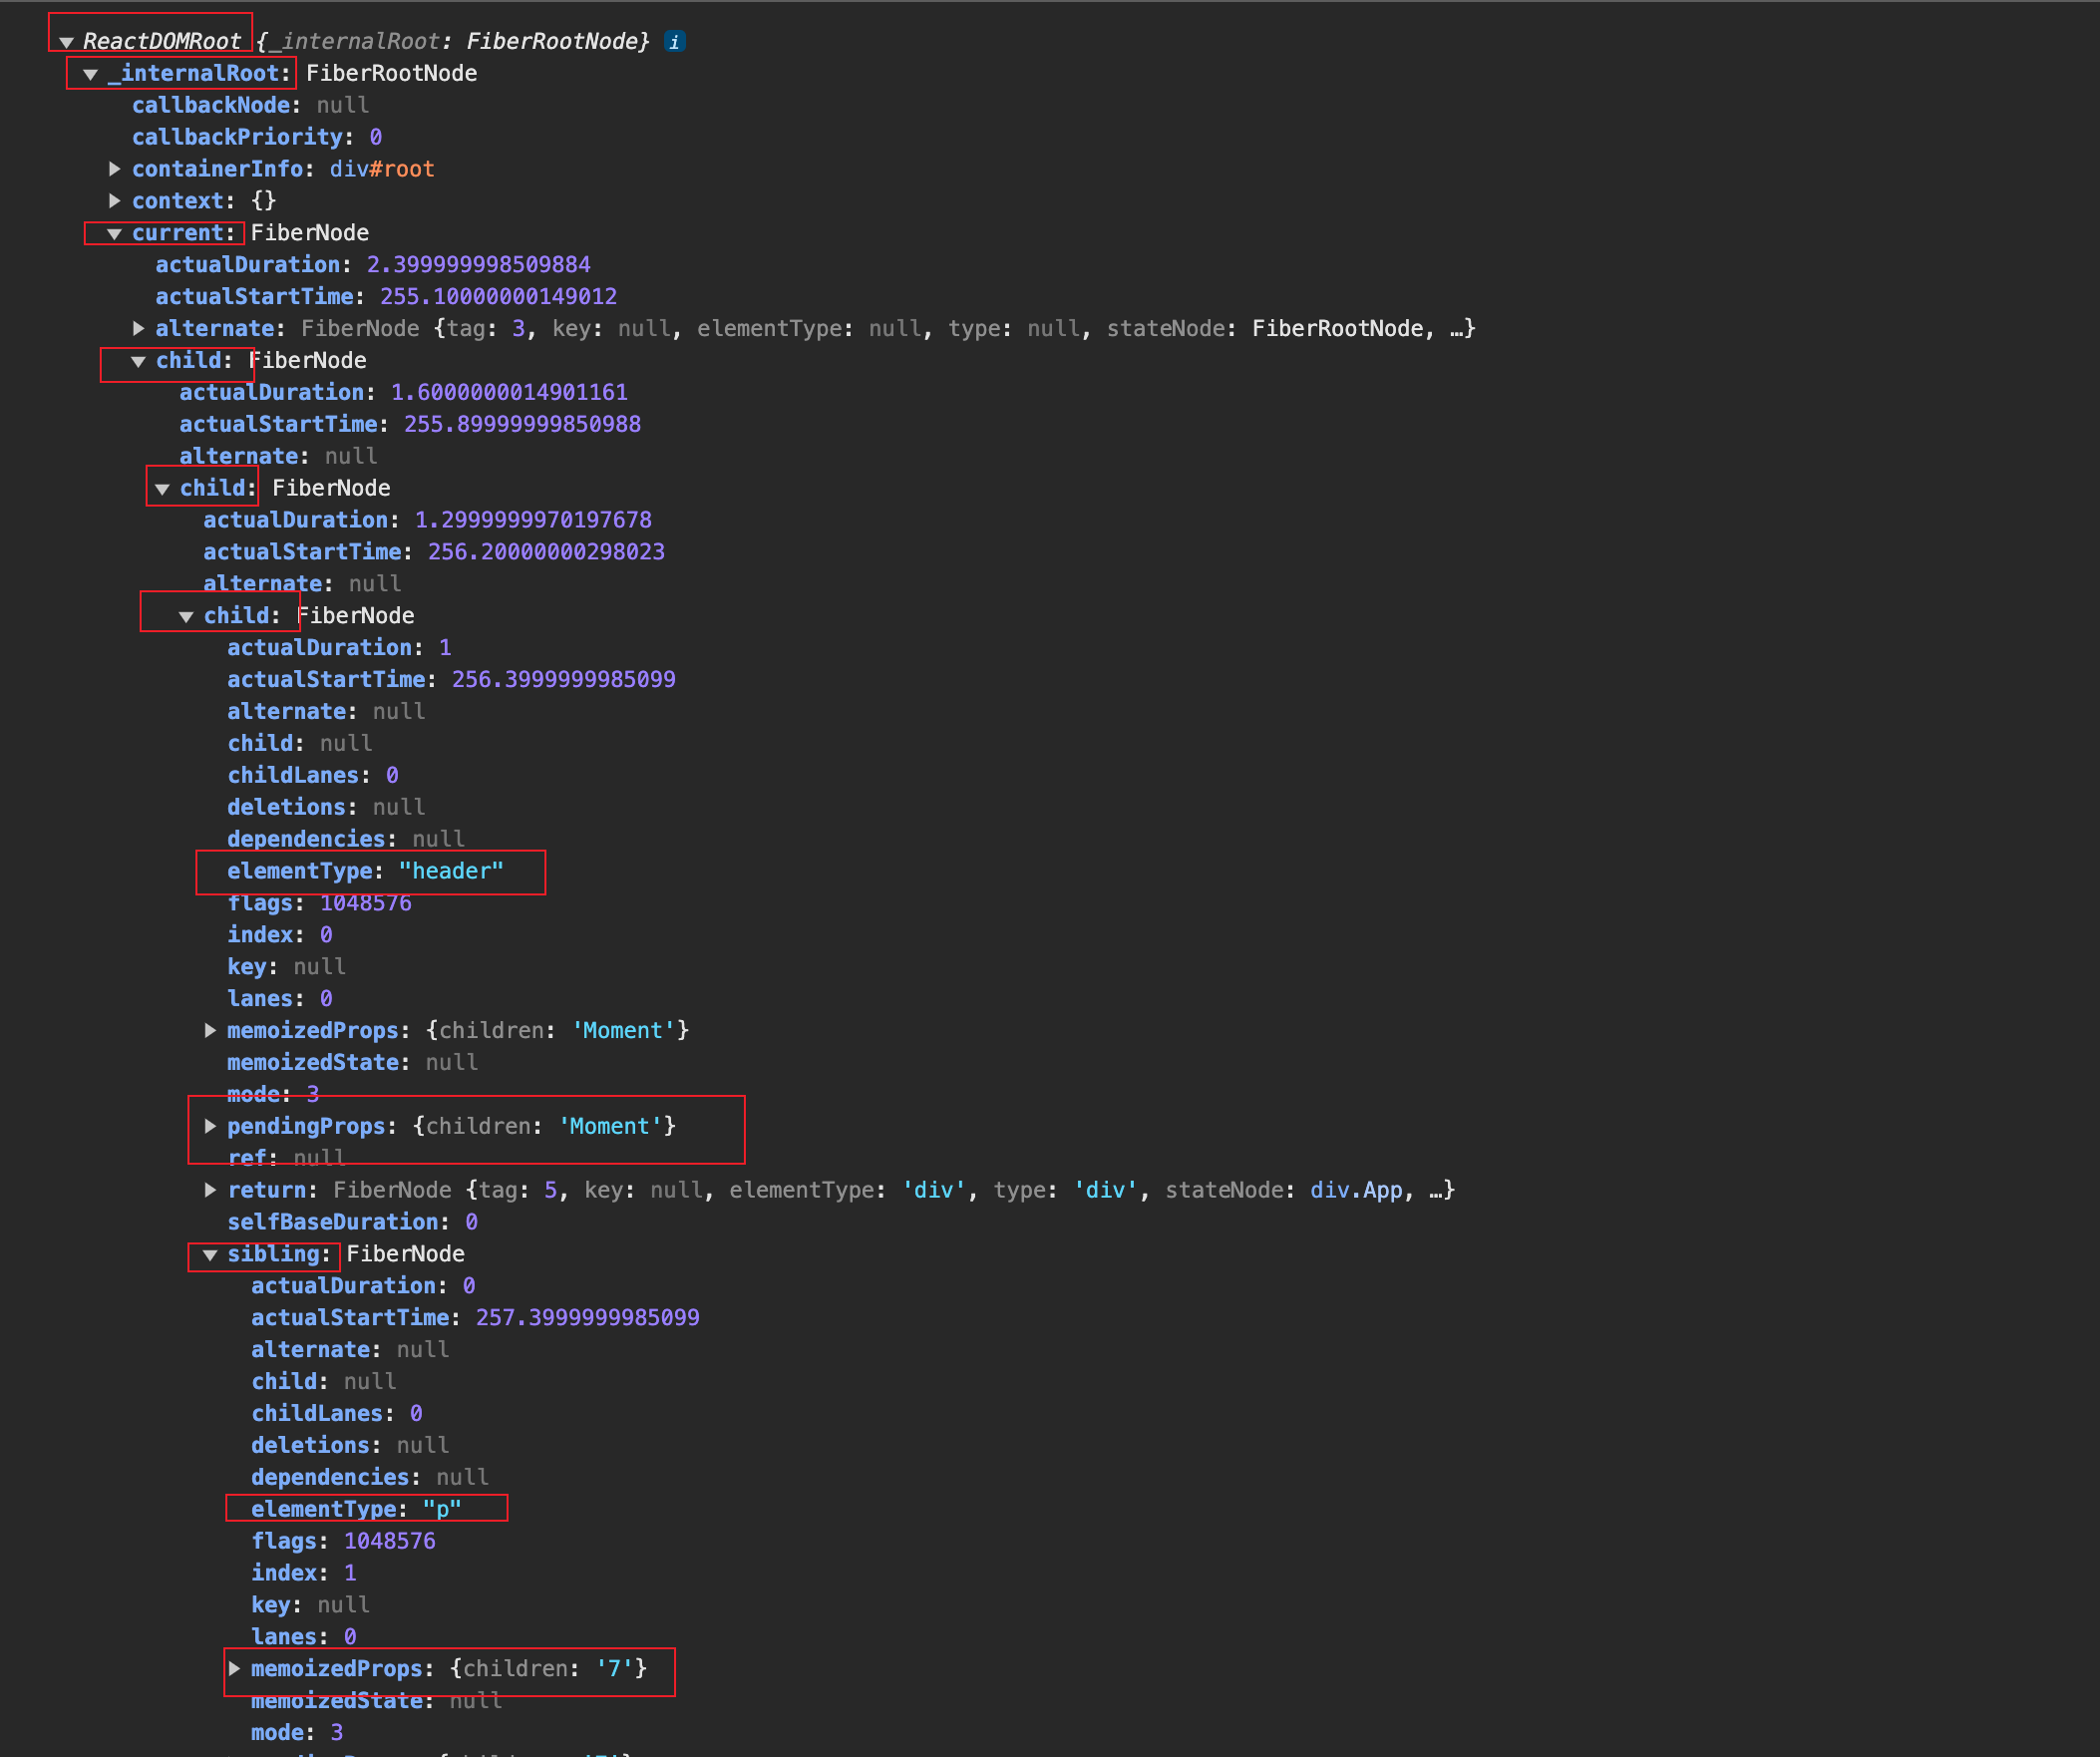 ▼ ReactDOMRoot {_internalRoot: FiberRootNode} i
▼ _internalRoot: FiberRootNode
callbackNode: null
callbackPriority: 0
▶ containerInfo: div#root
▶ context: {}
▼ current: FiberNode
actualDuration: 2.399999998509884
actualStartTime: 255.10000000149012
▶ alternate: FiberNode {tag: 3, key: null, elementType: null, type: null, stateNode: FiberRootNode, …}
▼ child: FiberNode
actualDuration: 1.6000000014901161
actualStartTime: 255.89999999850988
alternate: null
▼ child: FiberNode
actualDuration: 1.2999999970197678
actualStartTime: 256.20000000298023
alternate: null
▼ child: FiberNode
actualDuration: 1
actualStartTime: 256.3999999985099
alternate: null
child: null
childLanes: 0
deletions: null
dependencies: null
elementType: "header"
flags: 1048576
index: 0
key: null
lanes: 0
▶ memoizedProps: {children: 'Moment'}
memoizedState: null
mode: 3
▶ pendingProps: {children: 'Moment'}
ref: null
▶ return: FiberNode {tag: 5, key: null, elementType: 'div', type: 'div', stateNode: div.App, …}
selfBaseDuration: 0
▼ sibling: FiberNode
actualDuration: 0
actualStartTime: 257.3999999985099
alternate: null
child: null
childLanes: 0
deletions: null
dependencies: null
elementType: "p"
flags: 1048576
index: 1
key: null
lanes: 0
▶ memoizedProps: {children: '7'}
memoizedState: null
mode: 3